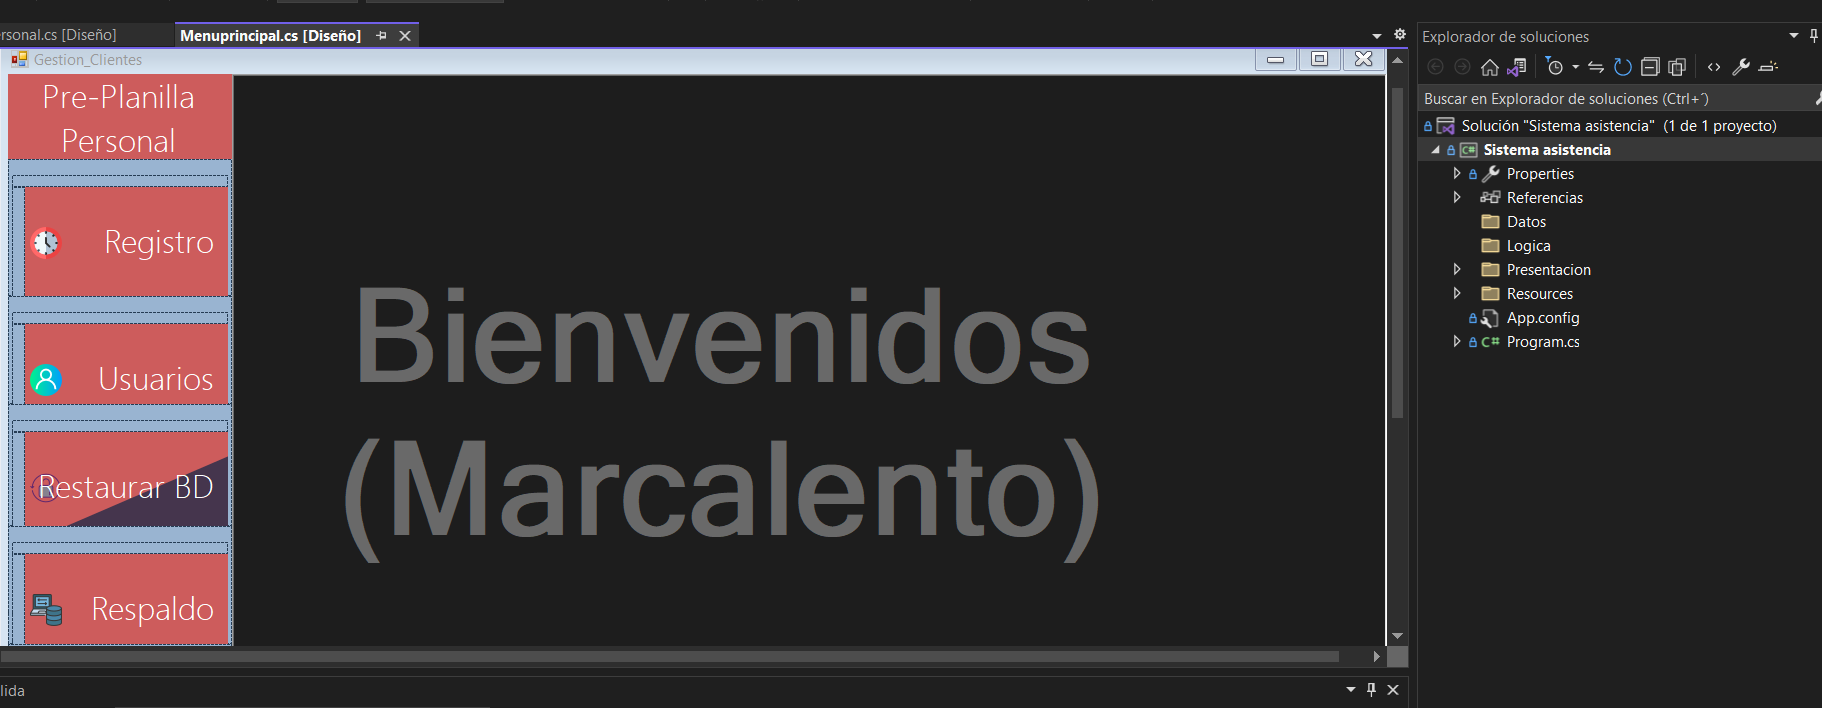 rsonal.cs [Diseño]
Menuprincipal.cs [Diseño]
Gestion_Clientes
Pre-Planilla
Personal
Registro
Usuarios
Restaurar BD
Respaldo
Bienvenidos
(Marcalento)
lida
Explorador de soluciones
Buscar en Explorador de soluciones (Ctrl+´)
Solución "Sistema asistencia" (1 de 1 proyecto)
C# Sistema asistencia
Properties
Referencias
Datos
Logica
Presentacion
Resources
App.config
C# Program.cs